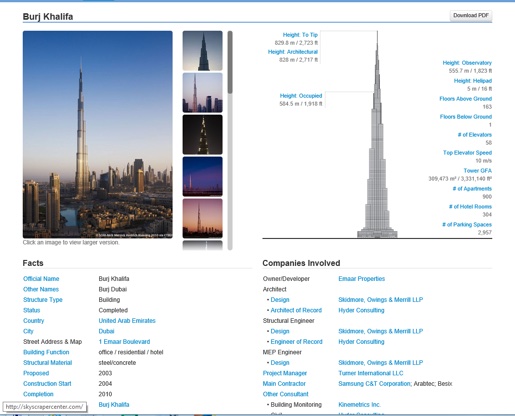 Burj Khalifa
Download PDF
Click an image to view larger version
Height: To Tip
829.8 m / 2,723 ft
Height: Architectural
828 m / 2,717 ft
Height: Occupied
584.5 m / 1,918 ft
Height: Observatory
555.7 m / 1,823 ft
Height: Helipad
5 m / 16 ft
Floors Above Ground
163
Floors Below Ground
1
# of Elevators
58
Top Elevator Speed
10 m/s
Tower GFA
309,473 m² / 3,331,140 ft²
# of Apartments
900
# of Hotel Rooms
304
# of Parking Spaces
2,957
Facts
Official Name Burj Khalifa
Other Names Burj Dubai
Structure Type Building
Status Completed
Country United Arab Emirates
City Dubai
Street Address & Map 1 Emaar Boulevard
Building Function office / residential / hotel
Structural Material steel/concrete
Proposed 2003
Construction Start 2004
Completion 2010
Burj Khalifa
http://skyscrapercenter.com/
Companies Involved
Owner/Developer Emaar Properties
Architect
• Design Skidmore, Owings & Merrill LLP
• Architect of Record Hyder Consulting
Structural Engineer
• Design Skidmore, Owings & Merrill LLP
• Engineer of Record Hyder Consulting
MEP Engineer
• Design Skidmore, Owings & Merrill LLP
Project Manager Turner International LLC
Main Contractor Samsung C&T Corporation; Arabtec; Besix
Other Consultant
• Building Monitoring Kinemetrics Inc.